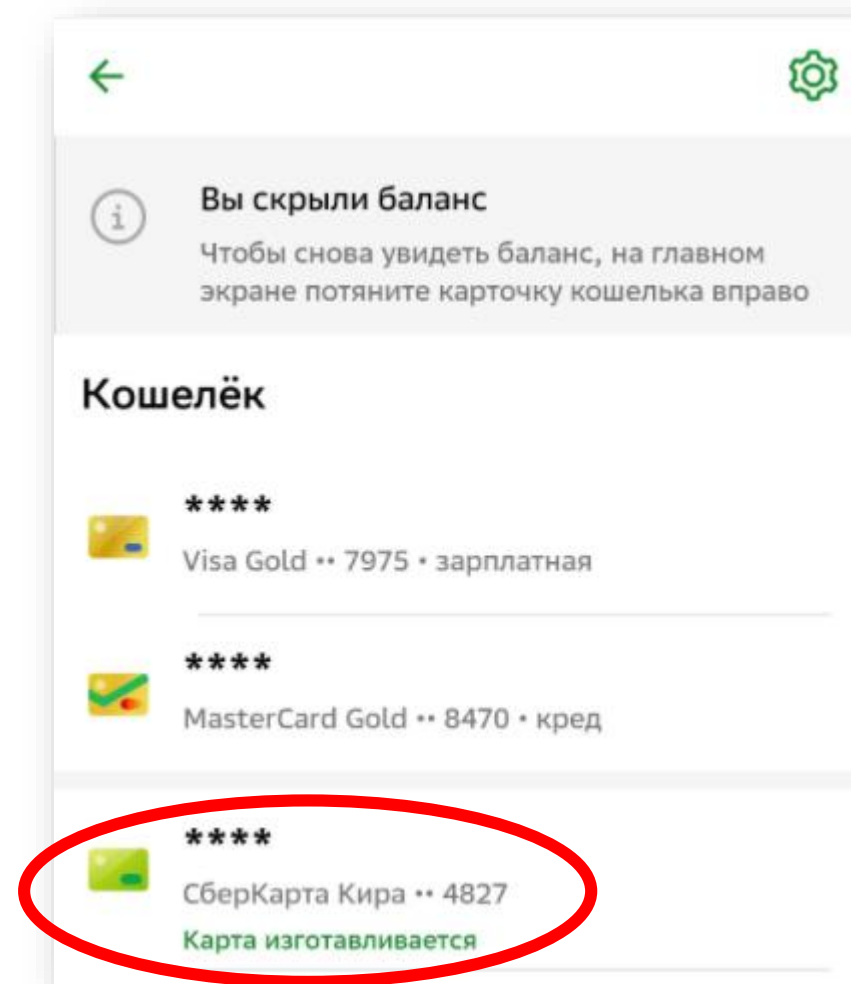 Вы скрыли баланс
Чтобы снова увидеть баланс, на главном
экране потяните карточку кошелька вправо
Кошелёк
****
Visa Gold •• 7975 • зарплатная
****
MasterCard Gold •• 8470 • кред
****
СберКарта Кира •• 4827
Карта изготавливается